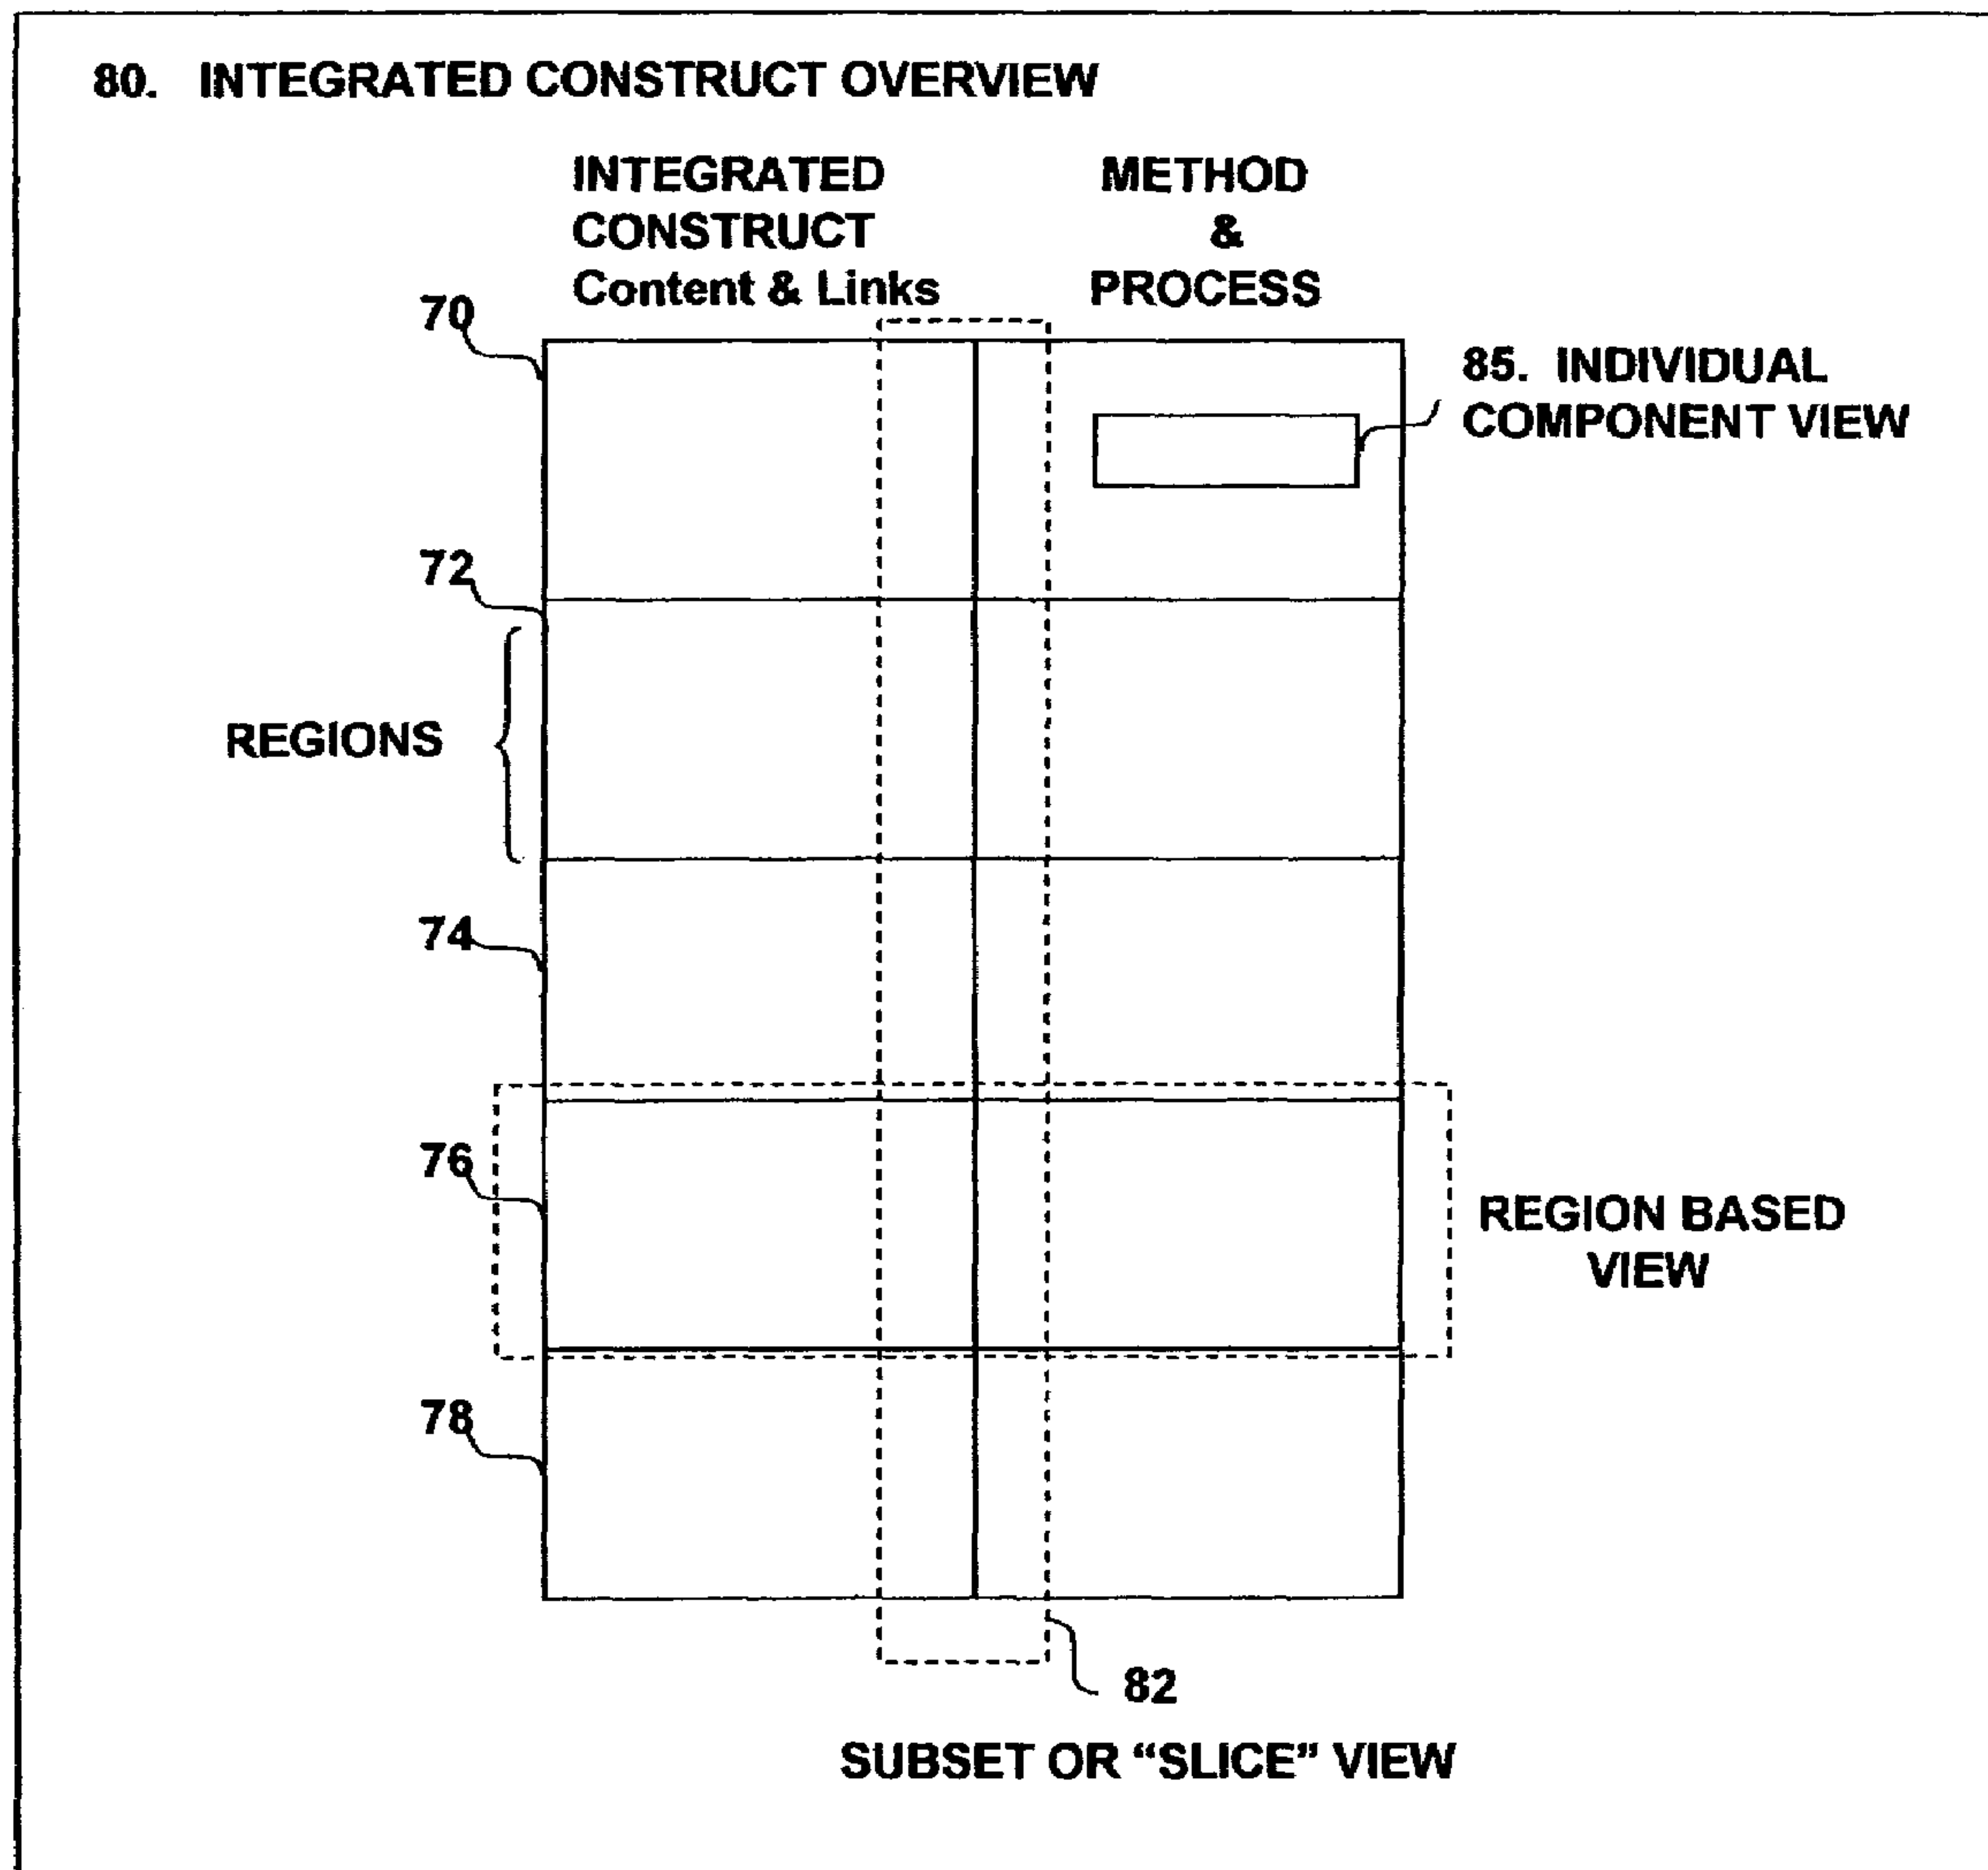 80. INTEGRATED CONSTRUCT OVERVIEW
INTEGRATED
CONSTRUCT
Content & Links
METHOD
&
PROCESS
70
85. INDIVIDUAL
COMPONENT VIEW
72
REGIONS
74
76
REGION BASED
VIEW
78
82
SUBSET OR “SLICE” VIEW